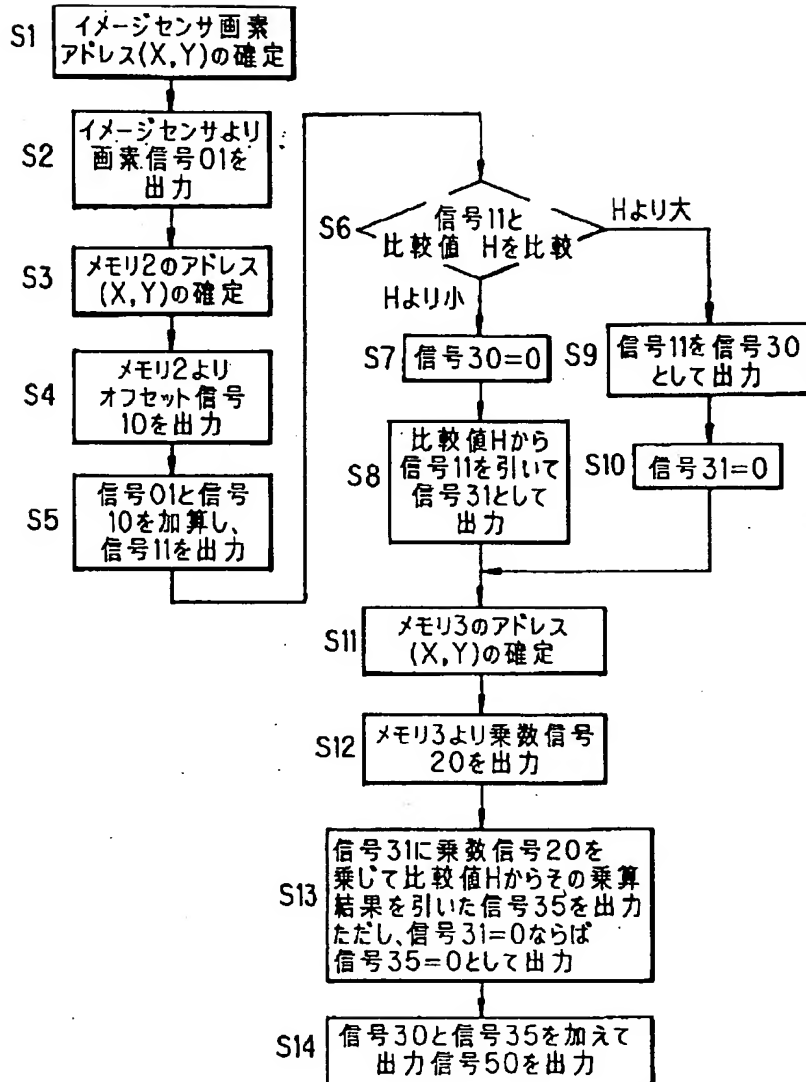 S1
イメージセンサ画素
アドレス(X,Y)の確定
S2
イメージセンサより
画素信号01を
出力
S3
メモリ2のアドレス
(X,Y)の確定
S4
メモリ2より
オフセット信号
10を出力
S5
信号01と信号
10を加算し、
信号11を出力
S6
信号11と
比較値 Hを比較
Hより大
Hより小
S7
信号30=0
S8
比較値Hから
信号11を引いて
信号31として
出力
S9
信号11を信号30
として出力
S10
信号31=0
S11
メモリ3のアドレス
(X,Y)の確定
S12
メモリ3より乗数信号
20を出力
S13
信号31に乗数信号20を
乗じて比較値Hからその乗算
結果を引いた信号35を出力
ただし、信号31=0ならば
信号35=0として出力
S14
信号30と信号35を加えて
出力信号50を出力